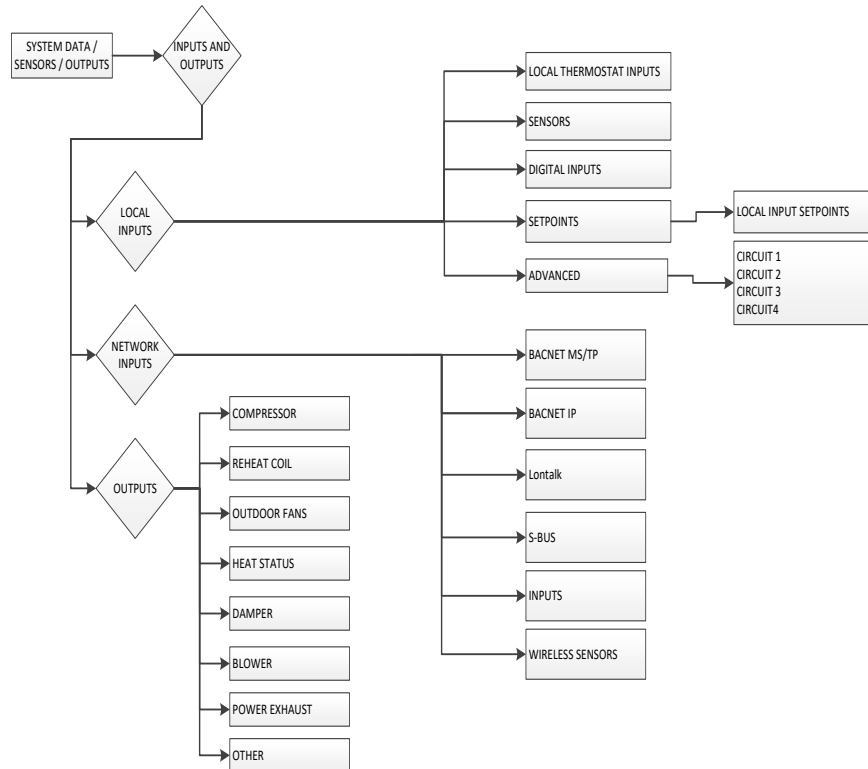 SYSTEM DATA /
SENSORS / OUTPUTS
INPUTS AND
OUTPUTS
LOCAL
INPUTS
LOCAL THERMOSTAT INPUTS
SENSORS
DIGITAL INPUTS
SETPOINTS
LOCAL INPUT SETPOINTS
ADVANCED
CIRCUIT 1
CIRCUIT 2
CIRCUIT 3
CIRCUIT4
NETWORK
INPUTS
BACNET MS/TP
BACNET IP
Lontalk
S-BUS
INPUTS
WIRELESS SENSORS
OUTPUTS
COMPRESSOR
REHEAT COIL
OUTDOOR FANS
HEAT STATUS
DAMPER
BLOWER
POWER EXHAUST
OTHER